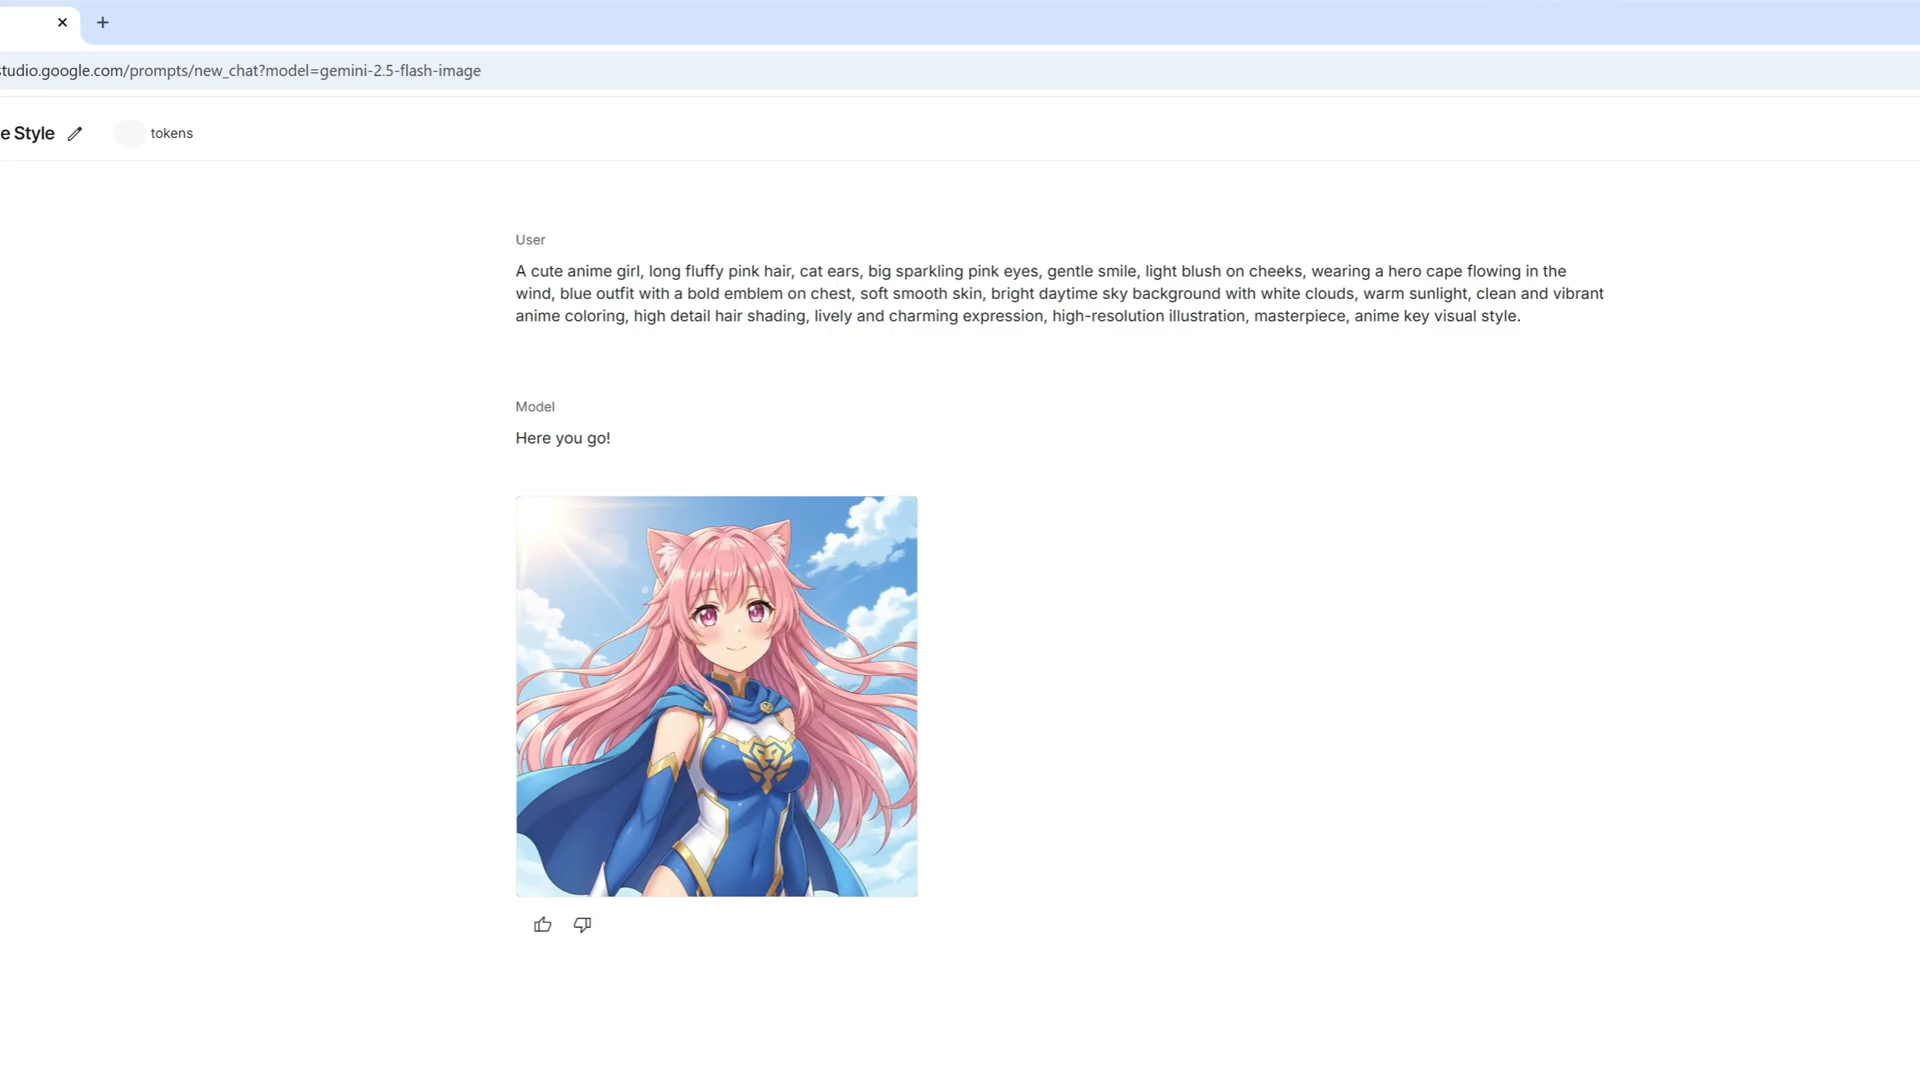 studio.google.com/prompts/new_chat?model=gemini-2.5-flash-image
e Style
tokens
User
A cute anime girl, long fluffy pink hair, cat ears, big sparkling pink eyes, gentle smile, light blush on cheeks, wearing a hero cape flowing in the
wind, blue outfit with a bold emblem on chest, soft smooth skin, bright daytime sky background with white clouds, warm sunlight, clean and vibrant
anime coloring, high detail hair shading, lively and charming expression, high-resolution illustration, masterpiece, anime key visual style.
Model
Here you go!